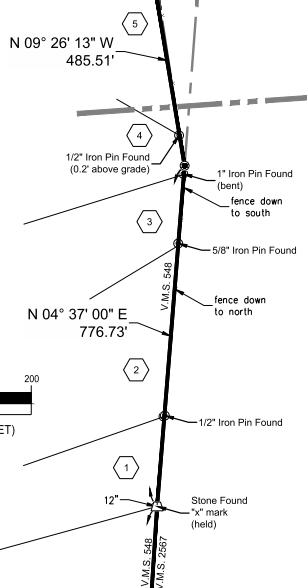 5
N 09° 26' 13" W
485.51'
4
1/2" Iron Pin Found
(0.2' above grade)
1" Iron Pin Found
(bent)
fence down
to south
3
5/8" Iron Pin Found
V.M.S. 548
fence down
to north
N 04° 37' 00" E
776.73'
2
200
1/2" Iron Pin Found
ET)
1
12"
Stone Found
"x" mark
(held)
V.M.S. 548
V.M.S. 2567